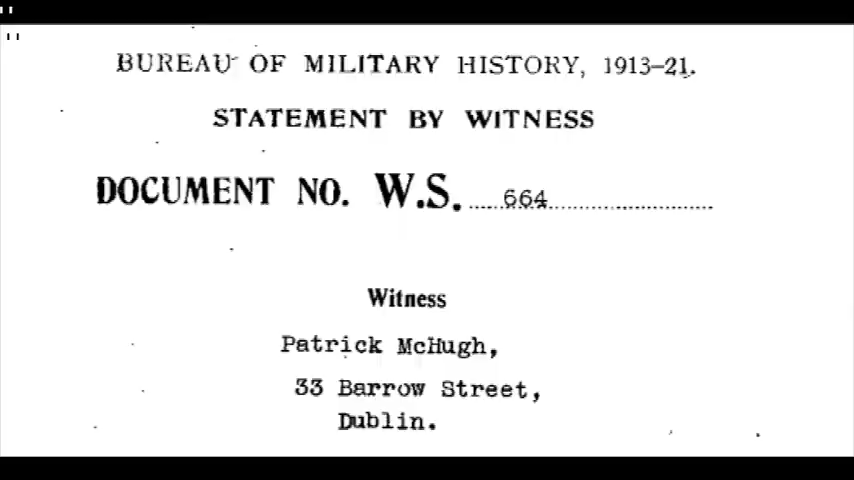 BUREAU OF MILITARY HISTORY, 1913-21.
STATEMENT BY WITNESS
DOCUMENT NO. W.S. 664
Witness
Patrick McHugh,
33 Barrow Street,
Dublin.